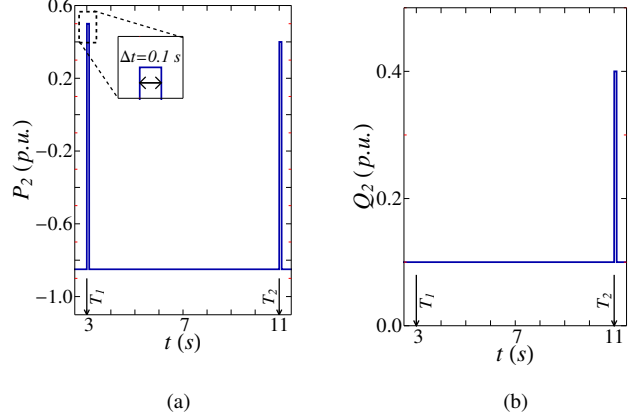 0.6
0.2
−0.2
−0.6
−1.0
P2 (p.u.)
Δt=0.1 s
T1
T2
3
7
11
t (s)
(a)
0.4
0.2
0.0
Q2 (p.u.)
T1
T2
3
7
11
t (s)
(b)